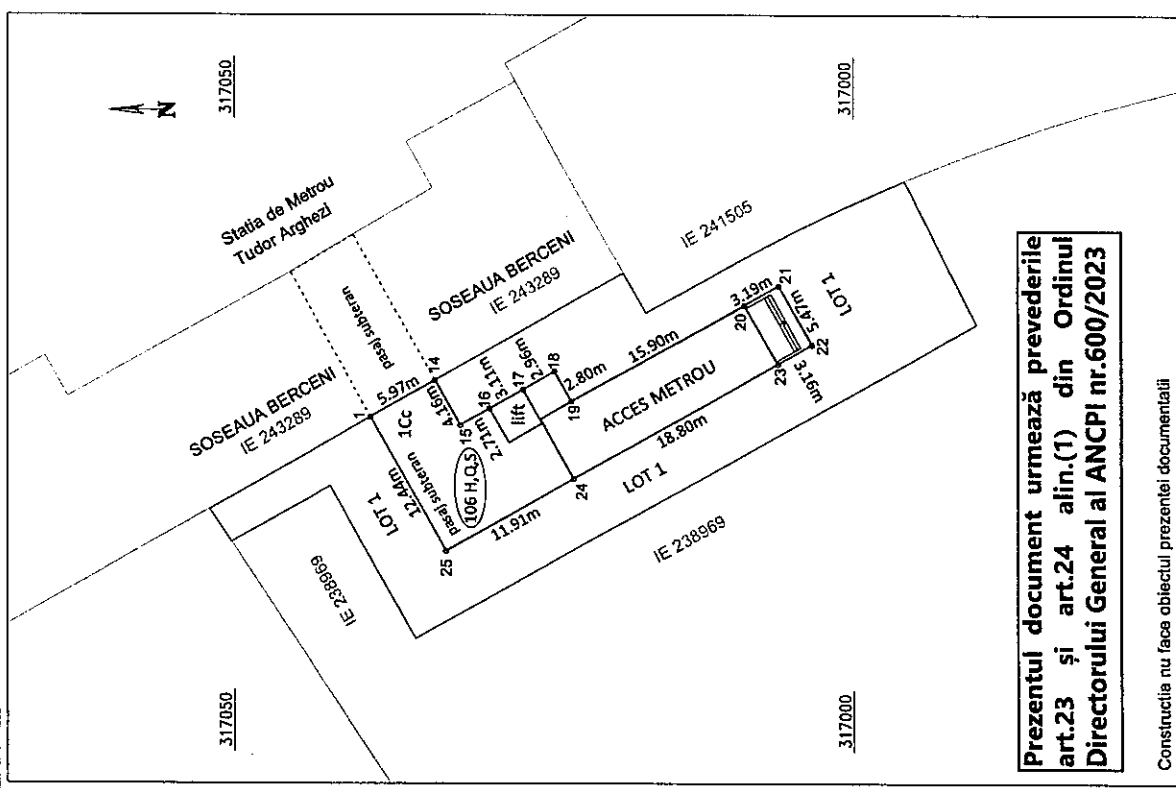 317050
N
317050
317000
317000
Statia de Metrou
Tudor Arghezi
SOSEAUA BERCENI
IE 243289
pasaj subteran
SOSEAUA BERCENI
IE 243289
IE 241505
7
5.97m
14
1Cc
4.16m
LOT 1
12.44m
pasaj subteran
15
106 H,Q,S
2.71m
16
3.11m
17
lift
2.96m
18
2.80m
19
25
11.91m
24
IE 238969
ACCES METROU
15.90m
18.80m
LOT 1
IE 238969
20
3.19m
21
5.47m
22
3.19m
23
LOT 1
Prezentul document urmează prevederile
art.23 și art.24 alin.(1) din Ordinul
Directorului General al ANCPI nr.600/2023
Constructia nu face obiectul prezentei documentatii